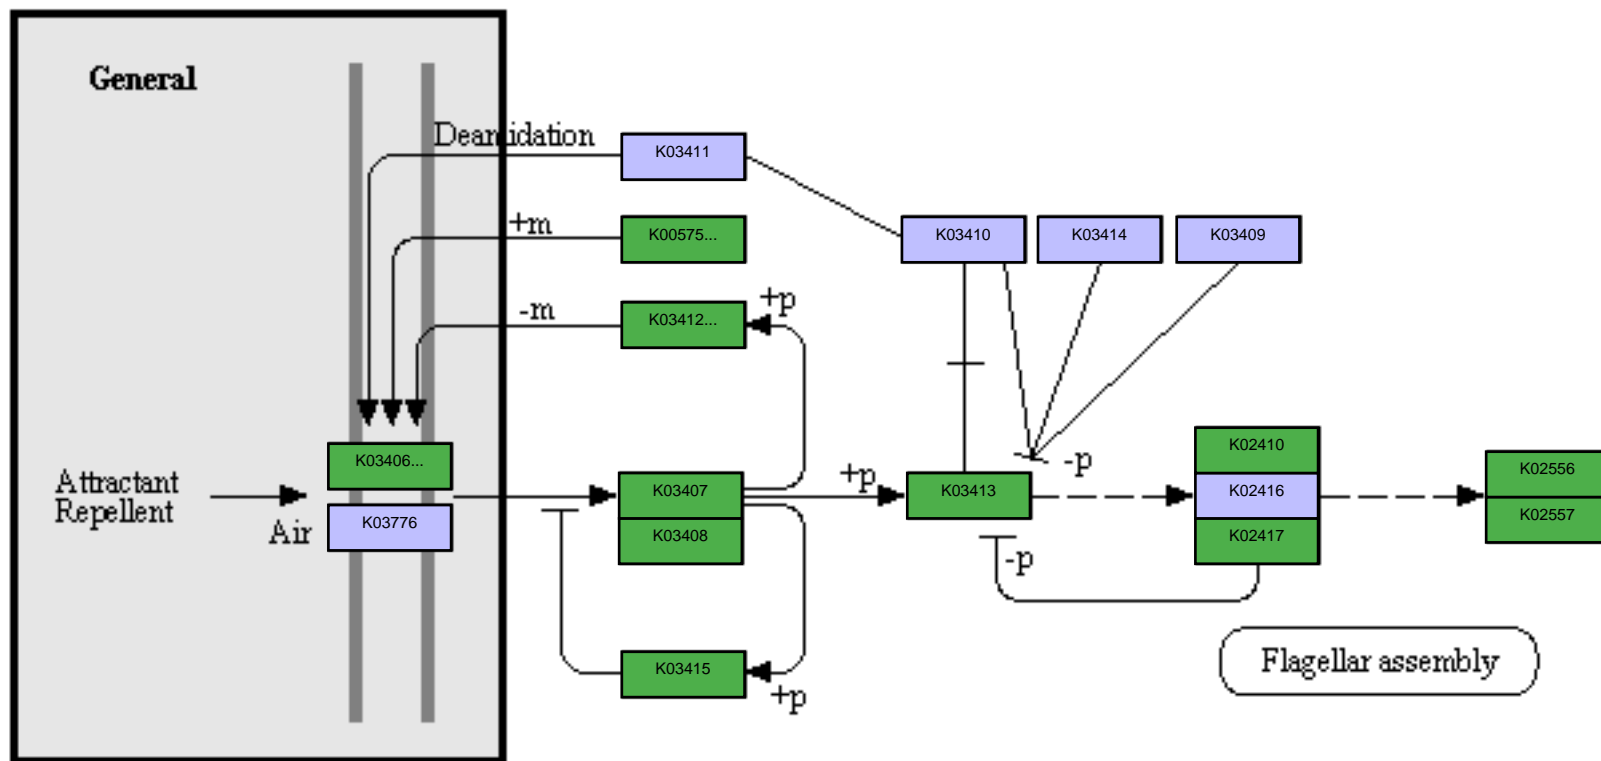 General
Deamidation
K03411
+m
K00575...
K03410
K03414
K03409
-m
K03412...
+p
K03406...
Attractant
Repellent
Air
K03776
K03407
K03408
+p
K03413
-p
-p
K02410
K02416
K02417
K02556
K02557
K03415
+p
Flagellar assembly